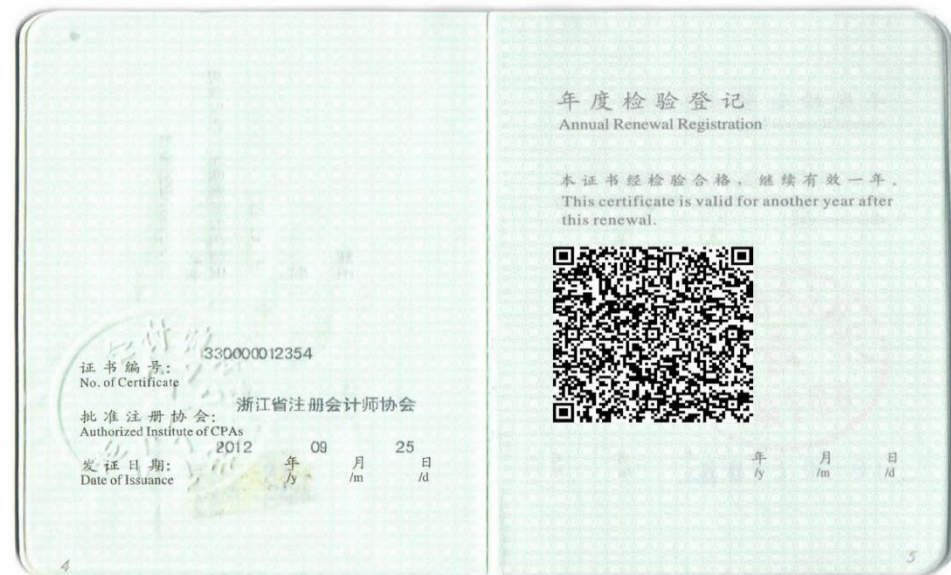 证书编号:
No. of Certificate
330000012354
批准注册协会:
Authorized Institute of CPAs
浙江省注册会计师协会
发证日期:
Date of Issuance
2012 年 09 月 25 日
/y /m /d
4
年度检验登记
Annual Renewal Registration
本证书经检验合格，继续有效一年。
This certificate is valid for another year after
this renewal.
年 月 日
/y /m /d
5